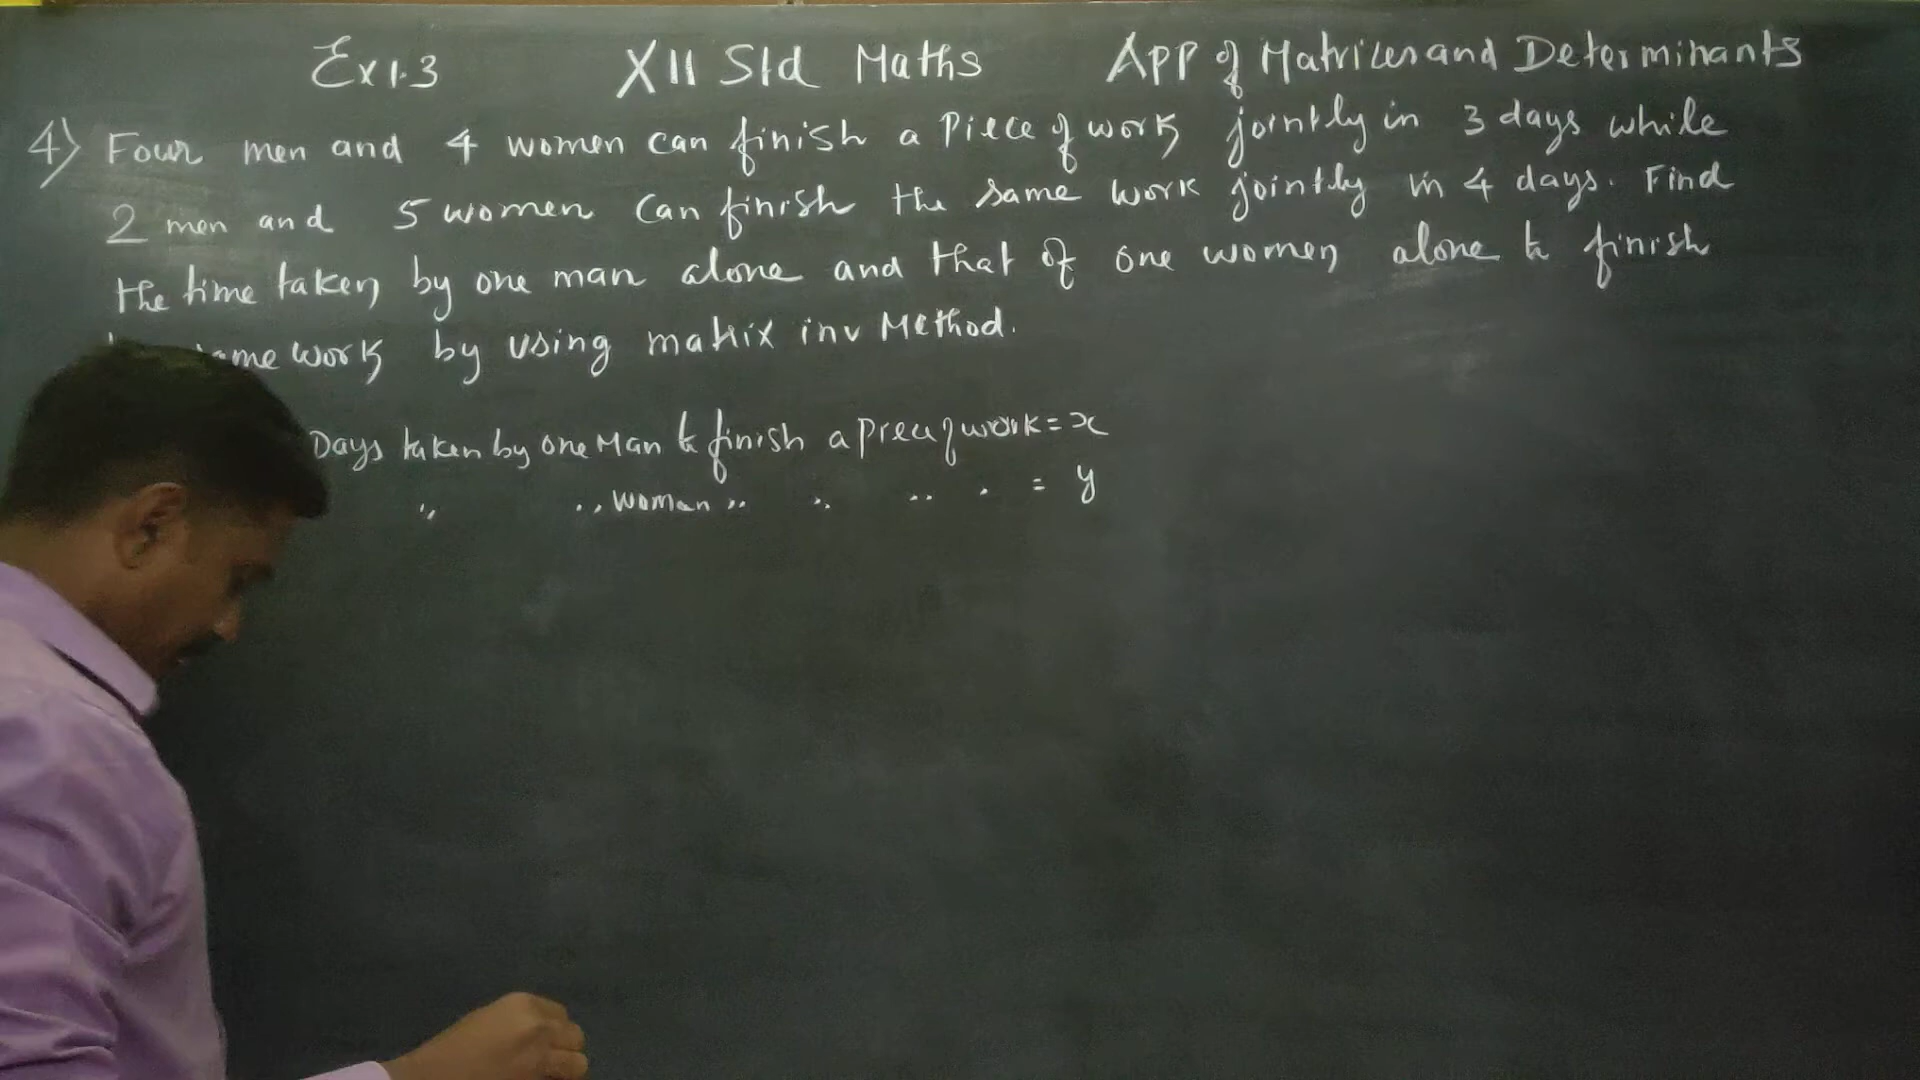 Ex 1.3 XII Std Maths App of Matrices and Determinants
4) Four men and 4 women can finish a piece of work jointly in 3 days while
2 men and 5 women can finish the same work jointly in 4 days. Find
the time taken by one man alone and that of one women alone to finish
work by using matrix inv Method.
Days taken by one Man to finish a piece of work = x
,, ,, woman ,, ,, ,, , = y